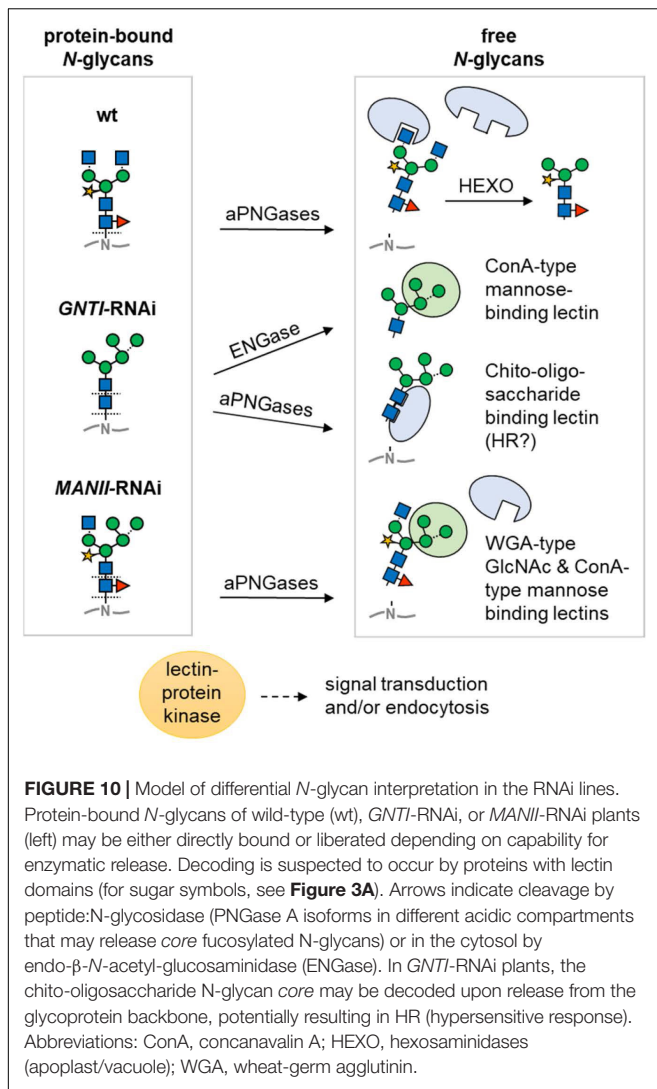 protein-bound
N-glycans
free
N-glycans
wt
N
aPNGases
HEXO
N
GNTI-RNAi
N
ENGase
aPNGases
ConA-type
mannose-
binding lectin
Chito-oligo-
saccharide
binding lectin
(HR?)
N
MANII-RNAi
N
aPNGases
WGA-type
GlcNAc & ConA-
type mannose
binding lectins
N
lectin-
protein
kinase
signal transduction
and/or endocytosis
FIGURE 10 | Model of differential N-glycan interpretation in the RNAi lines.
Protein-bound N-glycans of wild-type (wt), GNTI-RNAi, or MANII-RNAi plants
(left) may be either directly bound or liberated depending on capability for
enzymatic release. Decoding is suspected to occur by proteins with lectin
domains (for sugar symbols, see Figure 3A). Arrows indicate cleavage by
peptide:N-glycosidase (PNGase A isoforms in different acidic compartments
that may release core fucosylated N-glycans) or in the cytosol by
endo-β-N-acetyl-glucosaminidase (ENGase). In GNTI-RNAi plants, the
chito-oligosaccharide N-glycan core may be decoded upon release from the
glycoprotein backbone, potentially resulting in HR (hypersensitive response).
Abbreviations: ConA, concanavalin A; HEXO, hexosaminidases
(apoplast/vacuole); WGA, wheat-germ agglutinin.